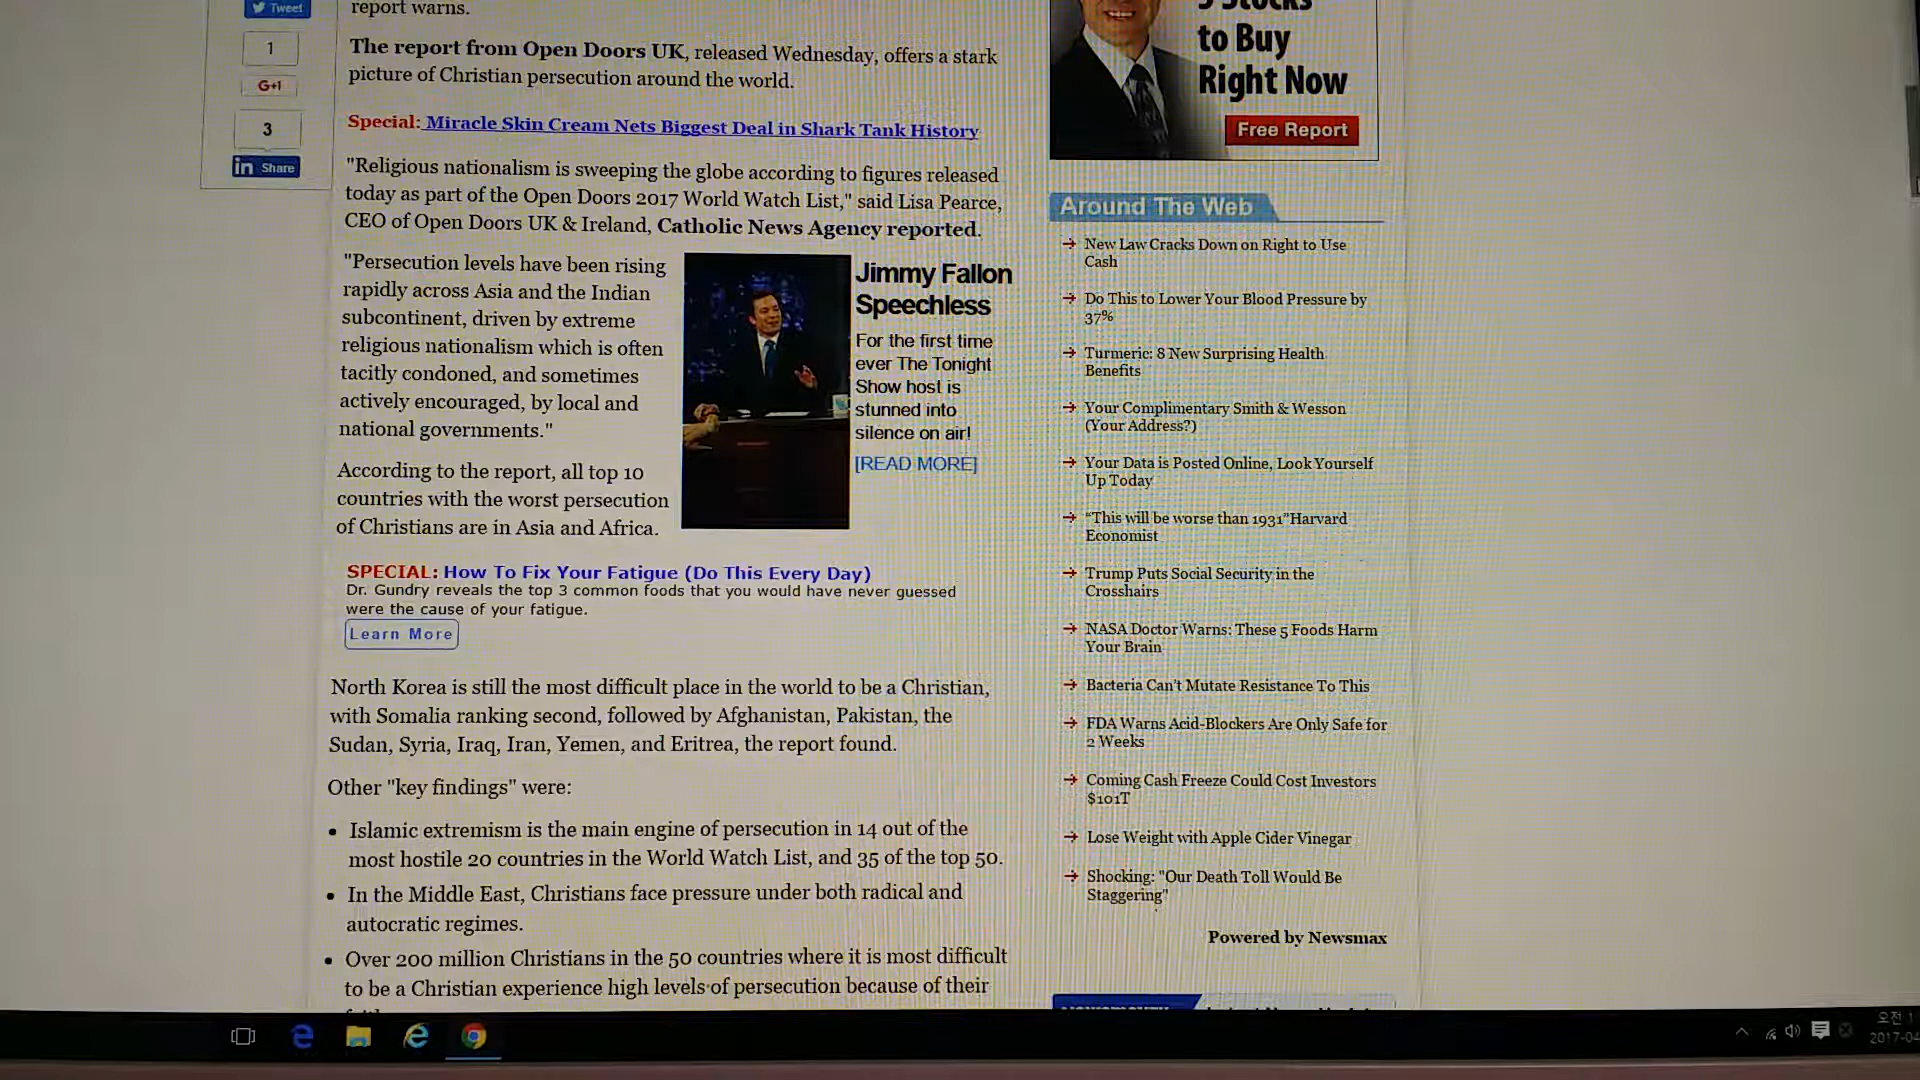 Tweet
1
G+1
3
in Share
report warns.
The report from Open Doors UK, released Wednesday, offers a stark
picture of Christian persecution around the world.
Special: Miracle Skin Cream Nets Biggest Deal in Shark Tank History
"Religious nationalism is sweeping the globe according to figures released
today as part of the Open Doors 2017 World Watch List," said Lisa Pearce,
CEO of Open Doors UK & Ireland, Catholic News Agency reported.
"Persecution levels have been rising
rapidly across Asia and the Indian
subcontinent, driven by extreme
religious nationalism which is often
tacitly condoned, and sometimes
actively encouraged, by local and
national governments."
Jimmy Fallon
Speechless
For the first time
ever The Tonight
Show host is
stunned into
silence on air!
[READ MORE]
According to the report, all top 10
countries with the worst persecution
of Christians are in Asia and Africa.
SPECIAL: How To Fix Your Fatigue (Do This Every Day)
Dr. Gundry reveals the top 3 common foods that you would have never guessed
were the cause of your fatigue.
Learn More
North Korea is still the most difficult place in the world to be a Christian,
with Somalia ranking second, followed by Afghanistan, Pakistan, the
Sudan, Syria, Iraq, Iran, Yemen, and Eritrea, the report found.
Other "key findings" were:
• Islamic extremism is the main engine of persecution in 14 out of the
most hostile 20 countries in the World Watch List, and 35 of the top 50.
• In the Middle East, Christians face pressure under both radical and
autocratic regimes.
• Over 200 million Christians in the 50 countries where it is most difficult
to be a Christian experience high levels of persecution because of their
5 Stocks
to Buy
Right Now
Free Report
Around The Web
New Law Cracks Down on Right to Use
Cash
Do This to Lower Your Blood Pressure by
37%
Turmeric: 8 New Surprising Health
Benefits
Your Complimentary Smith & Wesson
(Your Address?)
Your Data is Posted Online, Look Yourself
Up Today
"This will be worse than 1931"Harvard
Economist
Trump Puts Social Security in the
Crosshairs
NASA Doctor Warns: These 5 Foods Harm
Your Brain
Bacteria Can't Mutate Resistance To This
FDA Warns Acid-Blockers Are Only Safe for
2 Weeks
Coming Cash Freeze Could Cost Investors
$101T
Lose Weight with Apple Cider Vinegar
Shocking: "Our Death Toll Would Be
Staggering"
Powered by Newsmax
오전 1
2017-04